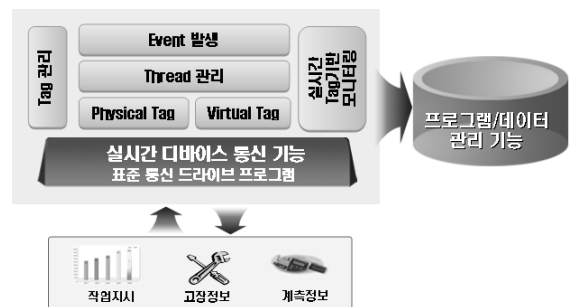 Tag 관리
Event 발생
Thread 관리
Physical Tag
Virtual Tag
실시간
Tag기반
모니터링
실시간 디바이스 통신 기능
표준 통신 드라이브 프로그램
프로그램/데이터
관리 기능
작업지시
고장정보
계측정보